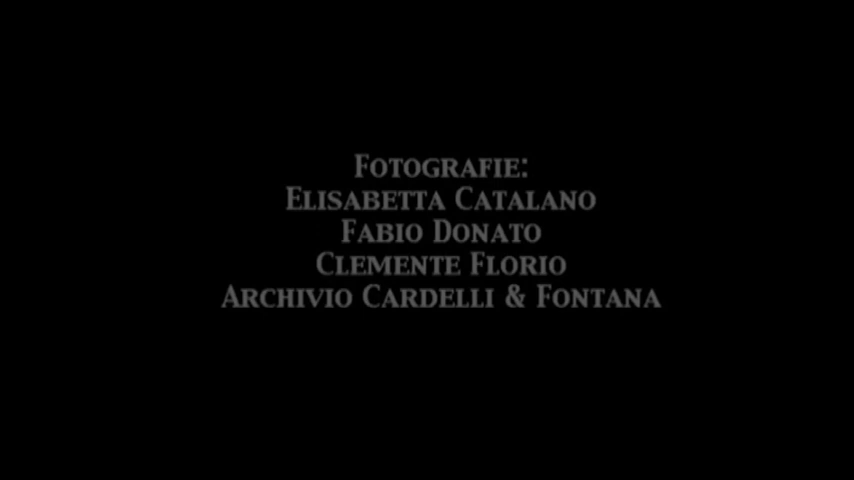 Fotografie:
Elisabetta Catalano
Fabio Donato
Clemente Florio
Archivio Cardelli & Fontana